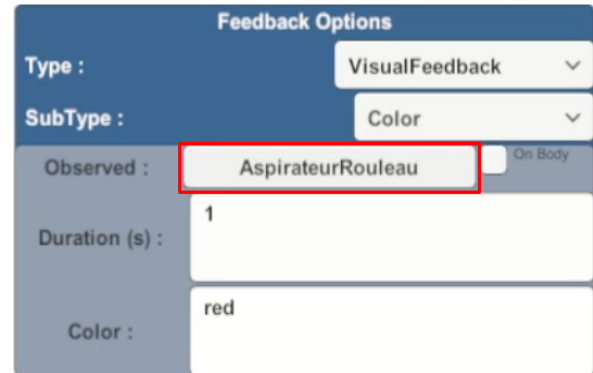 Feedback Options
Type : VisualFeedback
SubType : Color
Observed : AspirateurRouleau On Body
Duration (s) : 1
Color : red